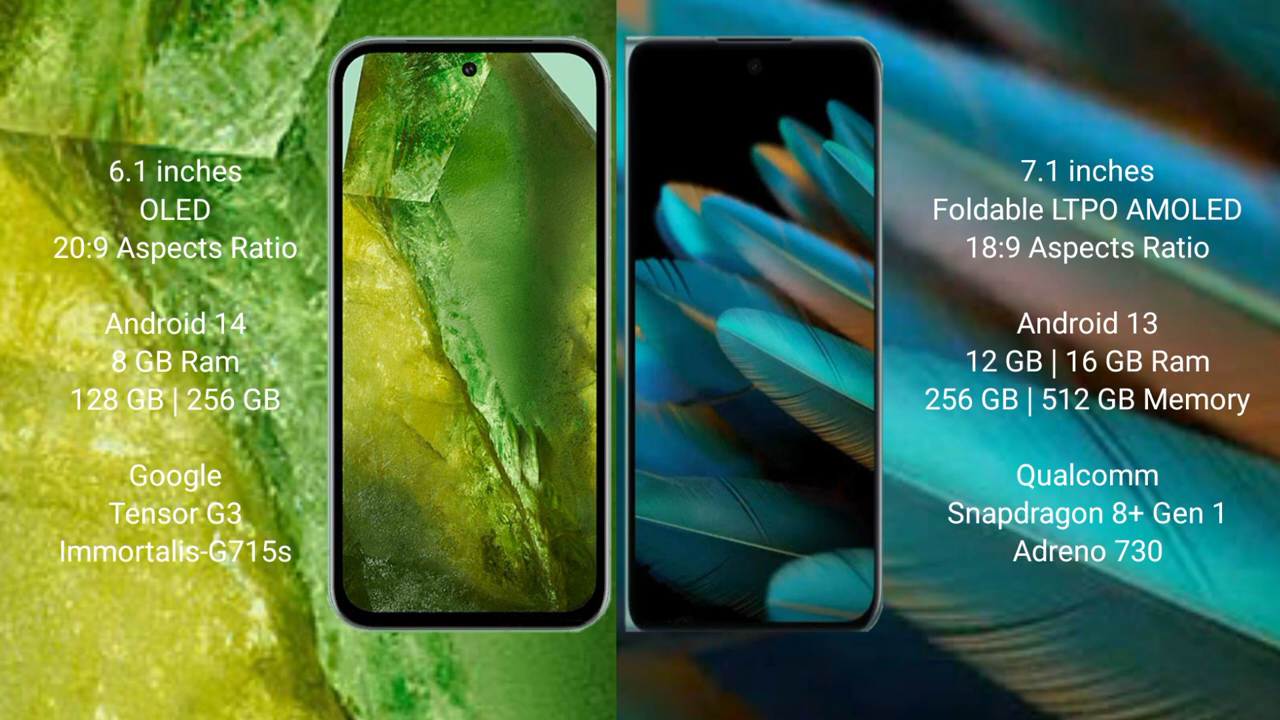 6.1 inches
OLED
20:9 Aspects Ratio
Android 14
8 GB Ram
128 GB | 256 GB
Google
Tensor G3
Immortalis-G715s
7.1 inches
Foldable LTPO AMOLED
18:9 Aspects Ratio
Android 13
12 GB | 16 GB Ram
256 GB | 512 GB Memory
Qualcomm
Snapdragon 8+ Gen 1
Adreno 730